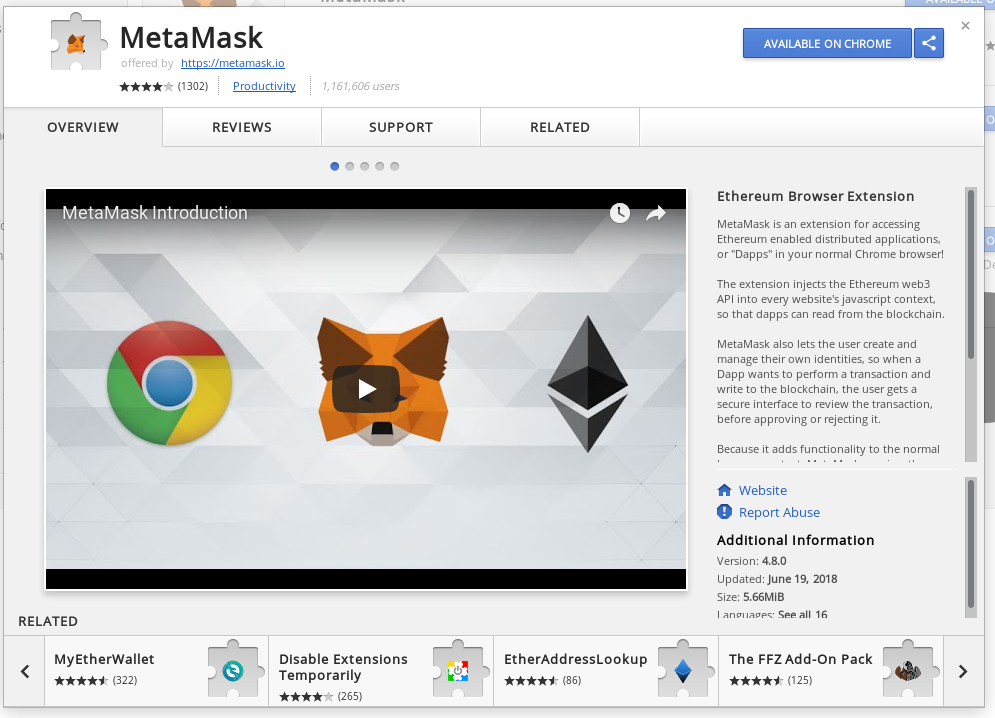 MetaMask
AVAILABLE ON CHROME
offered by https://metamask.io
(1302) Productivity 1,161,606 users
OVERVIEW REVIEWS SUPPORT RELATED
MetaMask Introduction
Ethereum Browser Extension
MetaMask is an extension for accessing
Ethereum enabled distributed applications,
or "Dapps" in your normal Chrome browser!
The extension injects the Ethereum web3
API into every website's javascript context,
so that dapps can read from the blockchain.
MetaMask also lets the user create and
manage their own identities, so when a
Dapp wants to perform a transaction and
write to the blockchain, the user gets a
secure interface to review the transaction,
before approving or rejecting it.
Because it adds functionality to the normal
Website
Report Abuse
Additional Information
Version: 4.8.0
Updated: June 19, 2018
Size: 5.66MiB
Languages: See all 16
RELATED
MyEtherWallet
(322)
Disable Extensions
Temporarily
(265)
EtherAddressLookup
(86)
The FFZ Add-On Pack
(125)